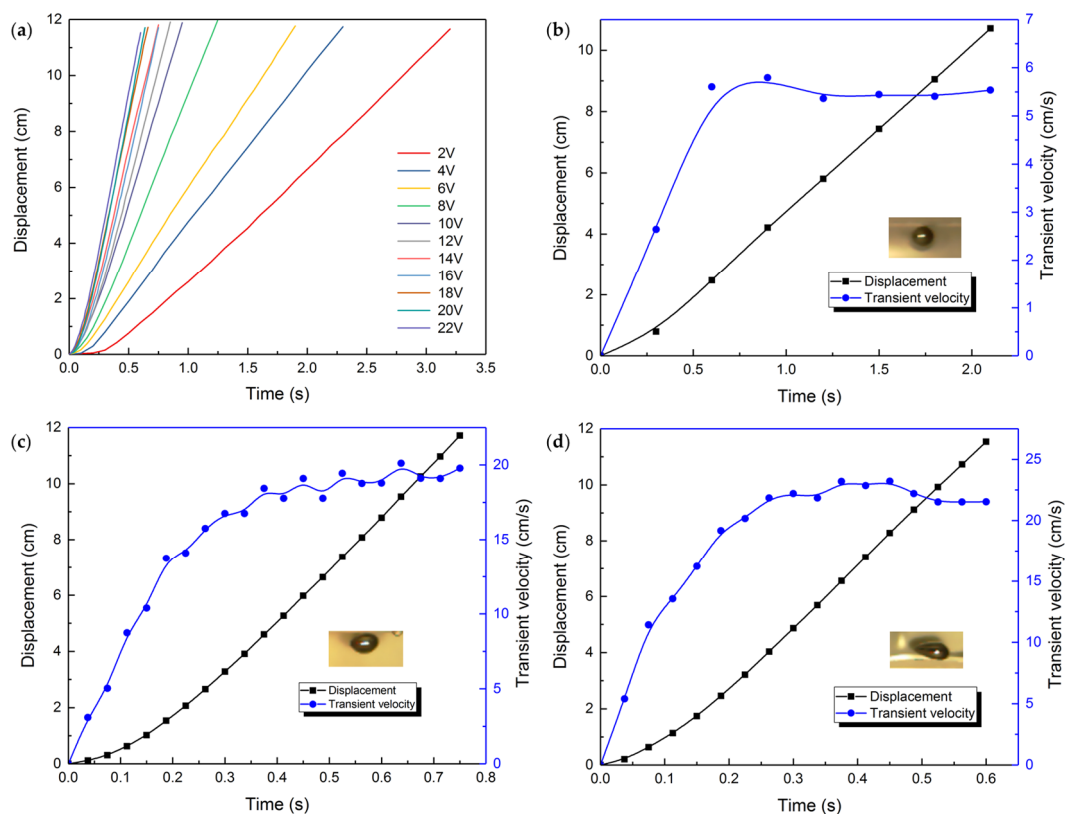 (a)
12
10
8
6
4
2
0
Displacement (cm)
0.0 0.5 1.0 1.5 2.0 2.5 3.0 3.5
Time (s)
2V
4V
6V
8V
10V
12V
14V
16V
18V
20V
22V
(b)
10
8
6
4
2
0
Displacement (cm)
7
6
5
4
3
2
1
0
Transient velocity (cm/s)
Displacement
Transient velocity
0.0 0.5 1.0 1.5 2.0
Time (s)
(c)
12
10
8
6
4
2
0
Displacement (cm)
20
15
10
5
0
Transient velocity (cm/s)
Displacement
Transient velocity
0.0 0.1 0.2 0.3 0.4 0.5 0.6 0.7 0.8
Time (s)
(d)
12
10
8
6
4
2
0
Displacement (cm)
25
20
15
10
5
0
Transient velocity (cm/s)
Displacement
Transient velocity
0.0 0.1 0.2 0.3 0.4 0.5 0.6
Time (s)